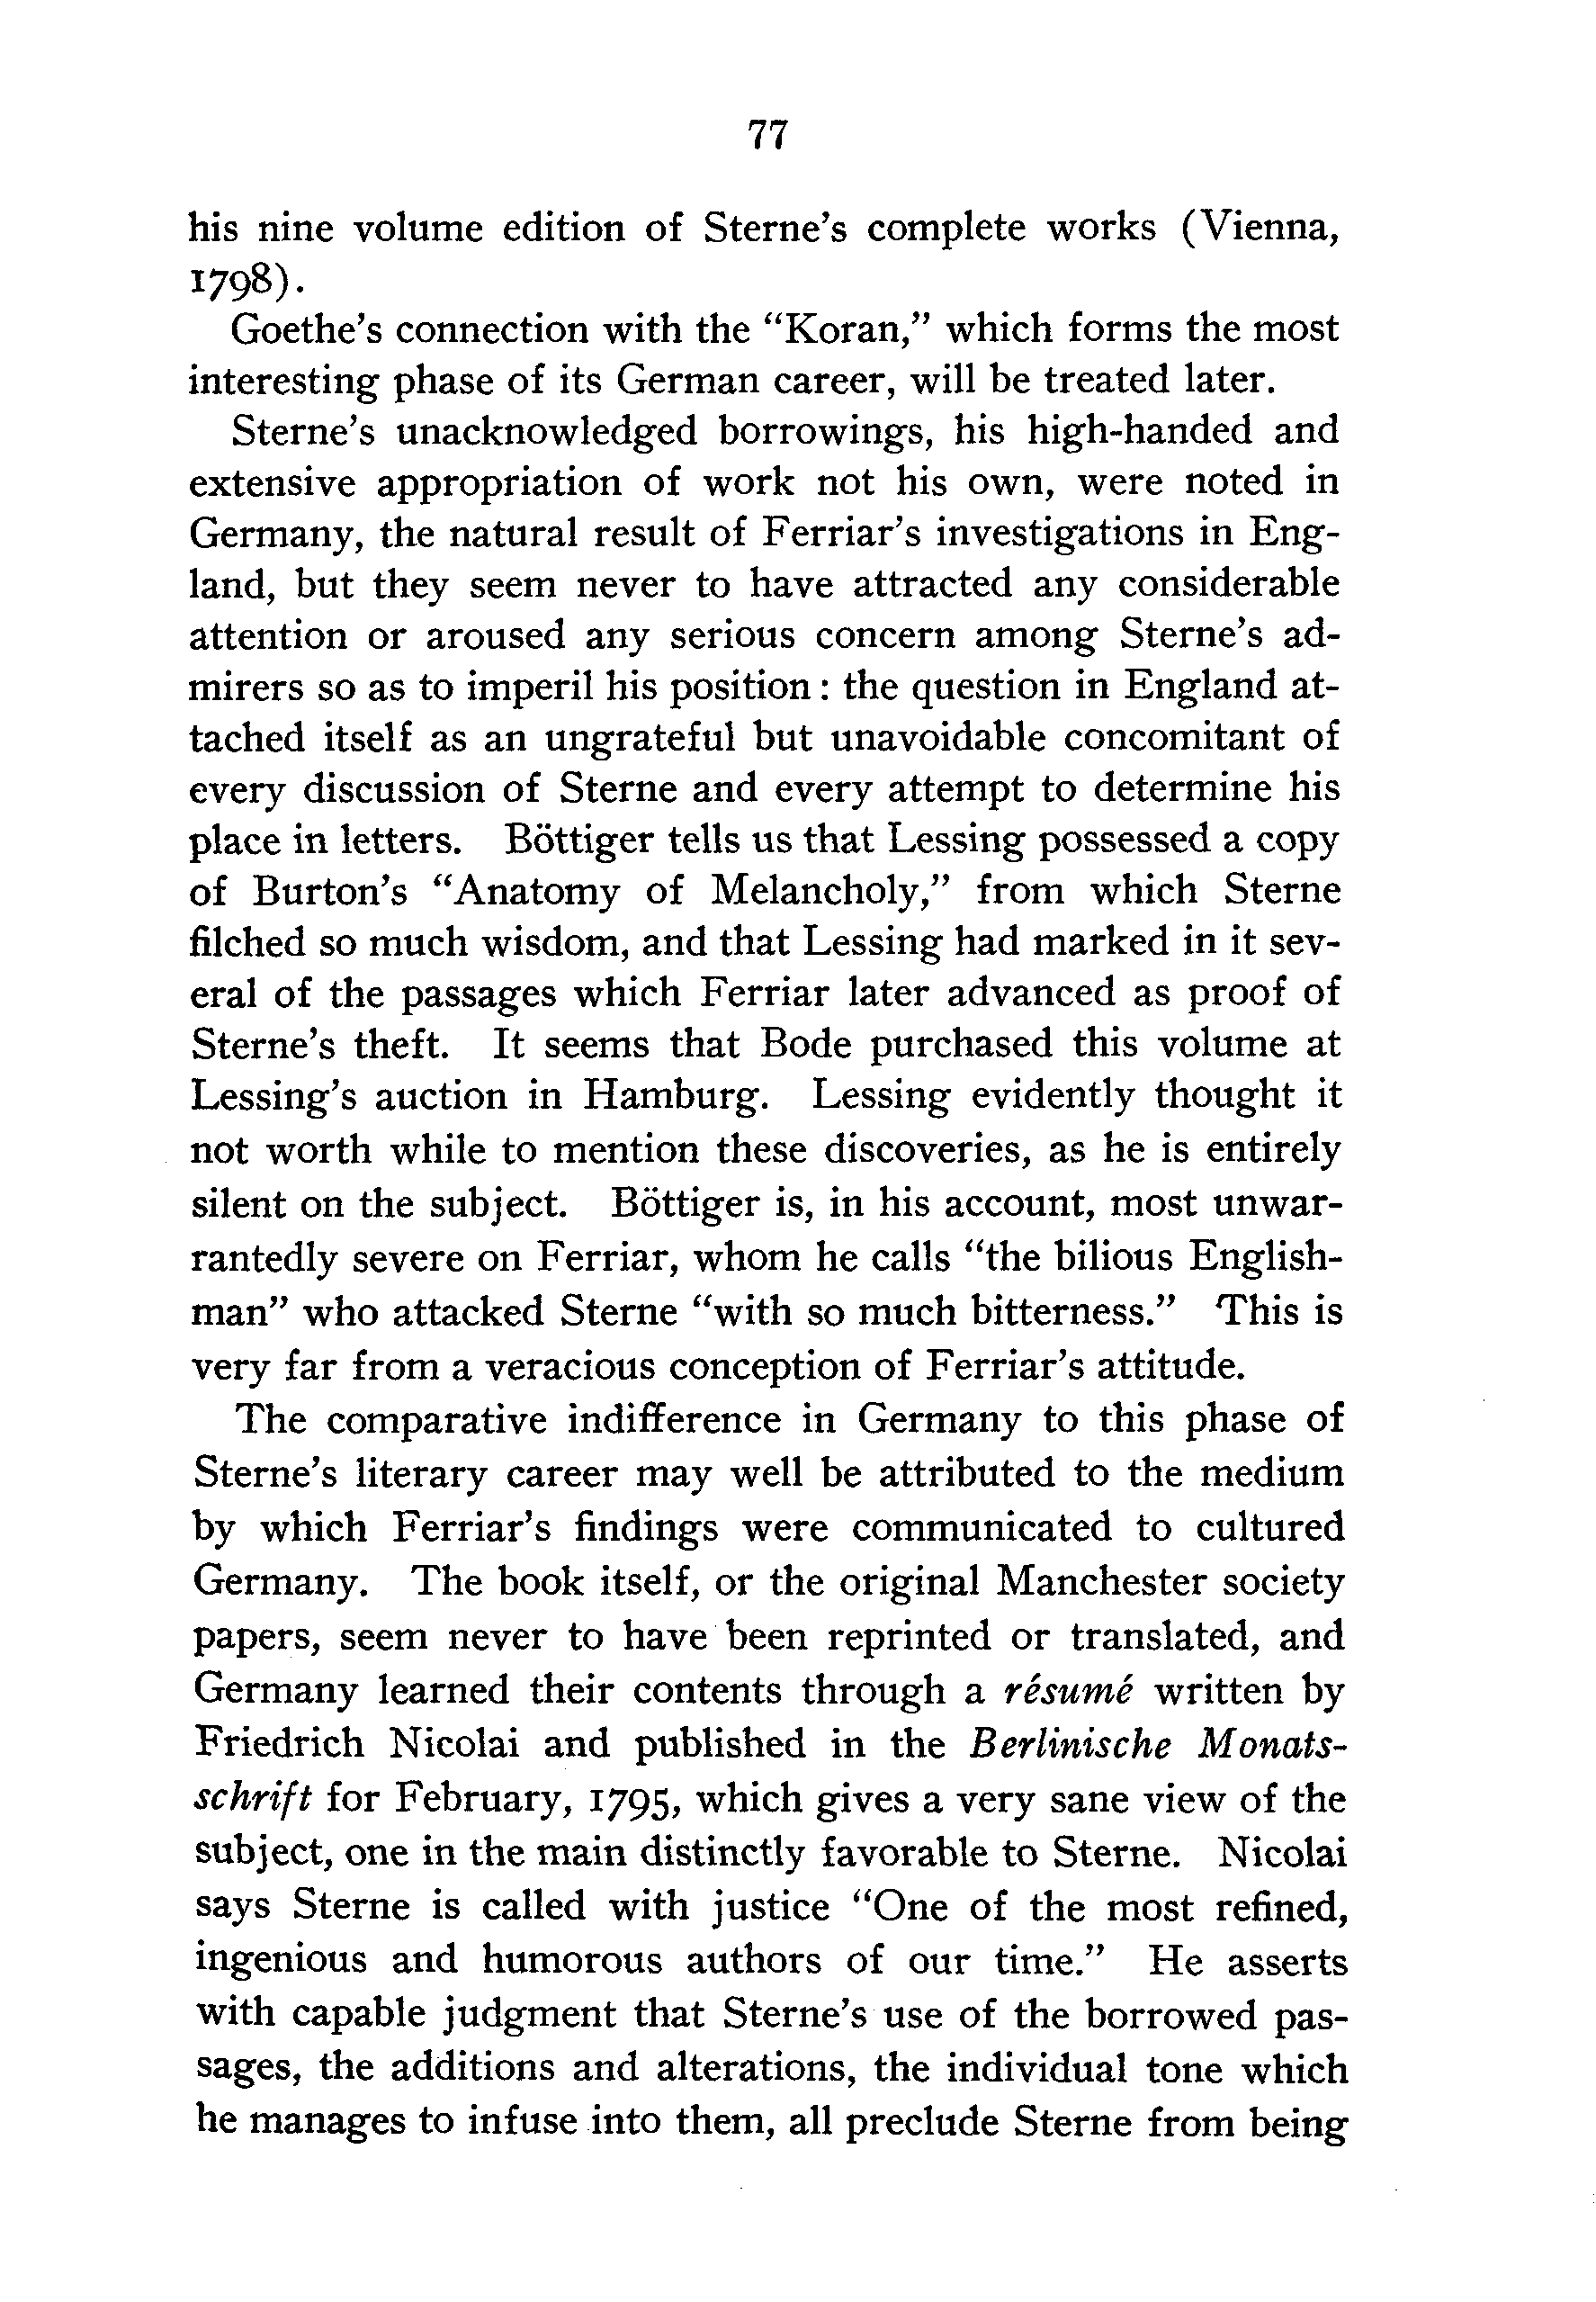 77
his nine volume edition of Sterne's complete works (Vienna,
1798).
Goethe's connection with the “Koran,” which forms the most
interesting phase of its German career, will be treated later.
Sterne's unacknowledged borrowings, his high-handed and
extensive appropriation of work not his own, were noted in
Germany, the natural result of Ferriar's investigations in Eng-
land, but they seem never to have attracted any considerable
attention or aroused any serious concern among Sterne's ad-
mirers so as to imperil his position: the question in England at-
tached itself as an ungrateful but unavoidable concomitant of
every discussion of Sterne and every attempt to determine his
place in letters. Böttiger tells us that Lessing possessed a copy
of Burton's “Anatomy of Melancholy,” from which Sterne
filched so much wisdom, and that Lessing had marked in it sev-
eral of the passages which Ferriar later advanced as proof of
Sterne's theft. It seems that Bode purchased this volume at
Lessing's auction in Hamburg. Lessing evidently thought it
not worth while to mention these discoveries, as he is entirely
silent on the subject. Böttiger is, in his account, most unwar-
rantedly severe on Ferriar, whom he calls “the bilious English-
man” who attacked Sterne “with so much bitterness.” This is
very far from a veracious conception of Ferriar's attitude.
The comparative indifference in Germany to this phase of
Sterne's literary career may well be attributed to the medium
by which Ferriar's findings were communicated to cultured
Germany. The book itself, or the original Manchester society
papers, seem never to have been reprinted or translated, and
Germany learned their contents through a résumé written by
Friedrich Nicolai and published in the Berlinische Monats-
schrift for February, 1795, which gives a very sane view of the
subject, one in the main distinctly favorable to Sterne. Nicolai
says Sterne is called with justice “One of the most refined,
ingenious and humorous authors of our time.” He asserts
with capable judgment that Sterne's use of the borrowed pas-
sages, the additions and alterations, the individual tone which
he manages to infuse into them, all preclude Sterne from being